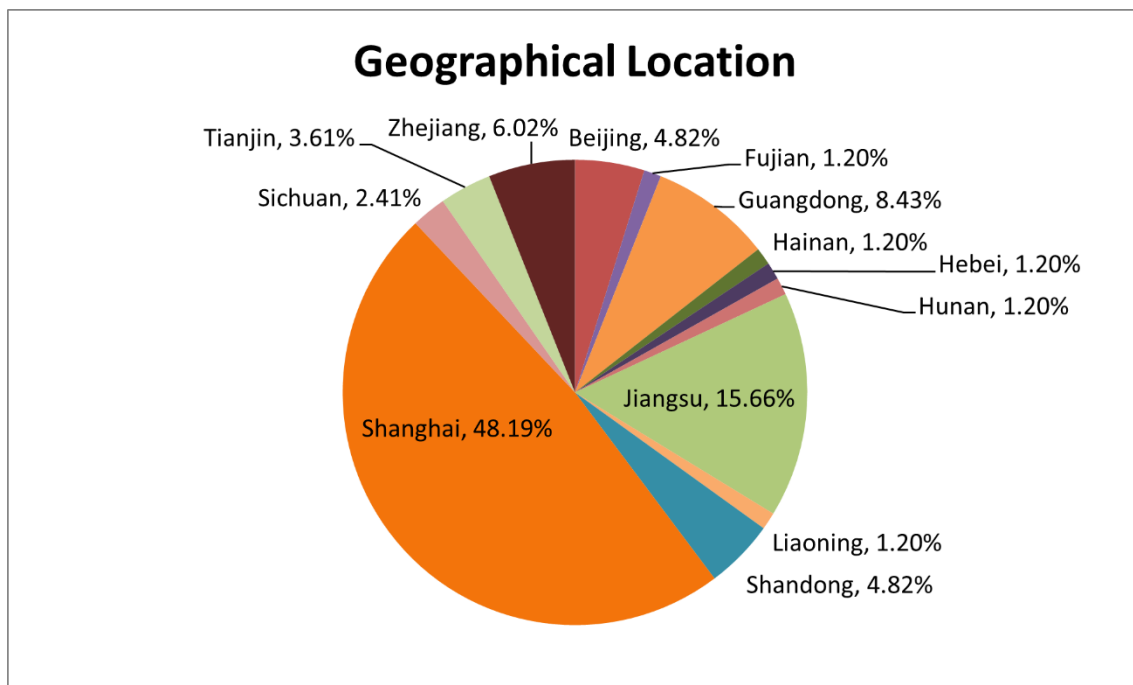 Geographical Location
Zhejiang, 6.02%
Beijing, 4.82%
Tianjin, 3.61%
Fujian, 1.20%
Sichuan, 2.41%
Guangdong, 8.43%
Hainan, 1.20%
Hebei, 1.20%
Hunan, 1.20%
Jiangsu, 15.66%
Shanghai, 48.19%
Liaoning, 1.20%
Shandong, 4.82%